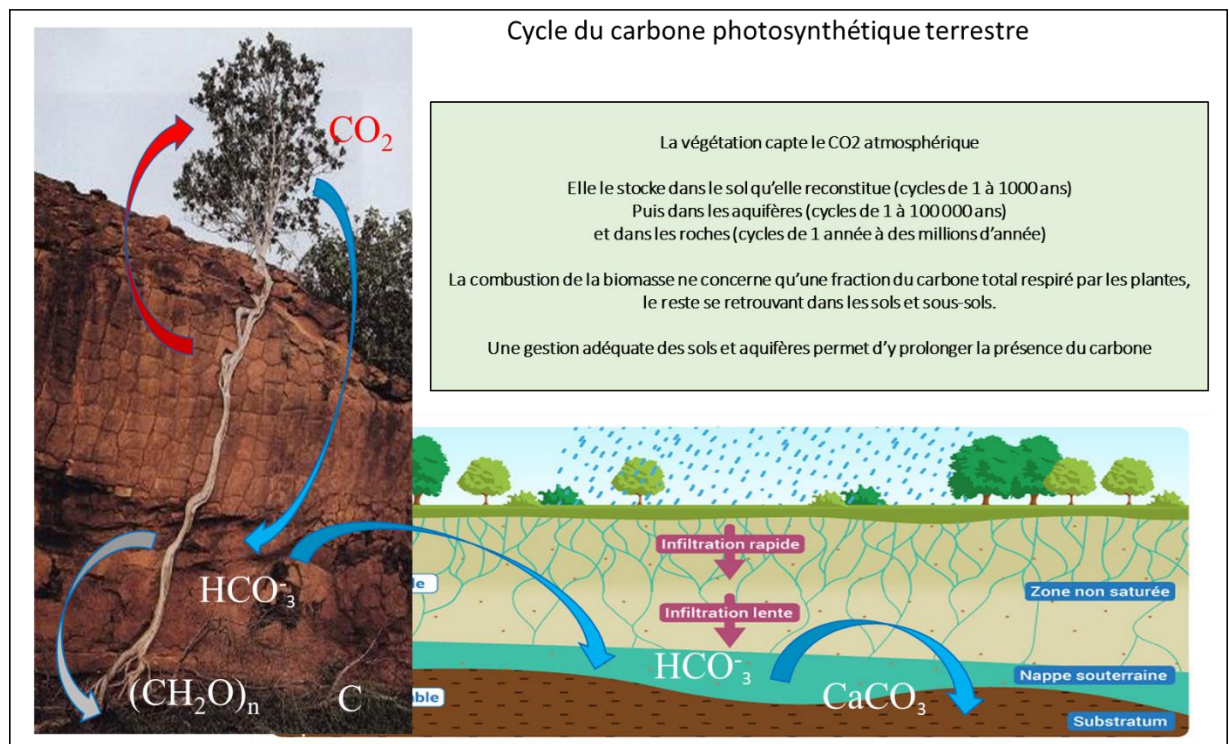 Cycle du carbone photosynthétique terrestre
La végétation capte le CO2 atmosphérique
Elle le stocke dans le sol qu’elle reconstitue (cycles de 1 à 1000 ans)
Puis dans les aquifères (cycles de 1 à 100 000 ans)
et dans les roches (cycles de 1 année à des millions d’année)
La combustion de la biomasse ne concerne qu’une fraction du carbone total respiré par les plantes,
le reste se retrouvant dans les sols et sous-sols.
Une gestion adéquate des sols et aquifères permet d’y prolonger la présence du carbone
CO₂
HCO⁻₃
(CH₂O)ₙ
C
Infiltration rapide
le
Zone non saturée
Infiltration lente
HCO⁻₃
CaCO₃
Nappe souterraine
ble
Substratum